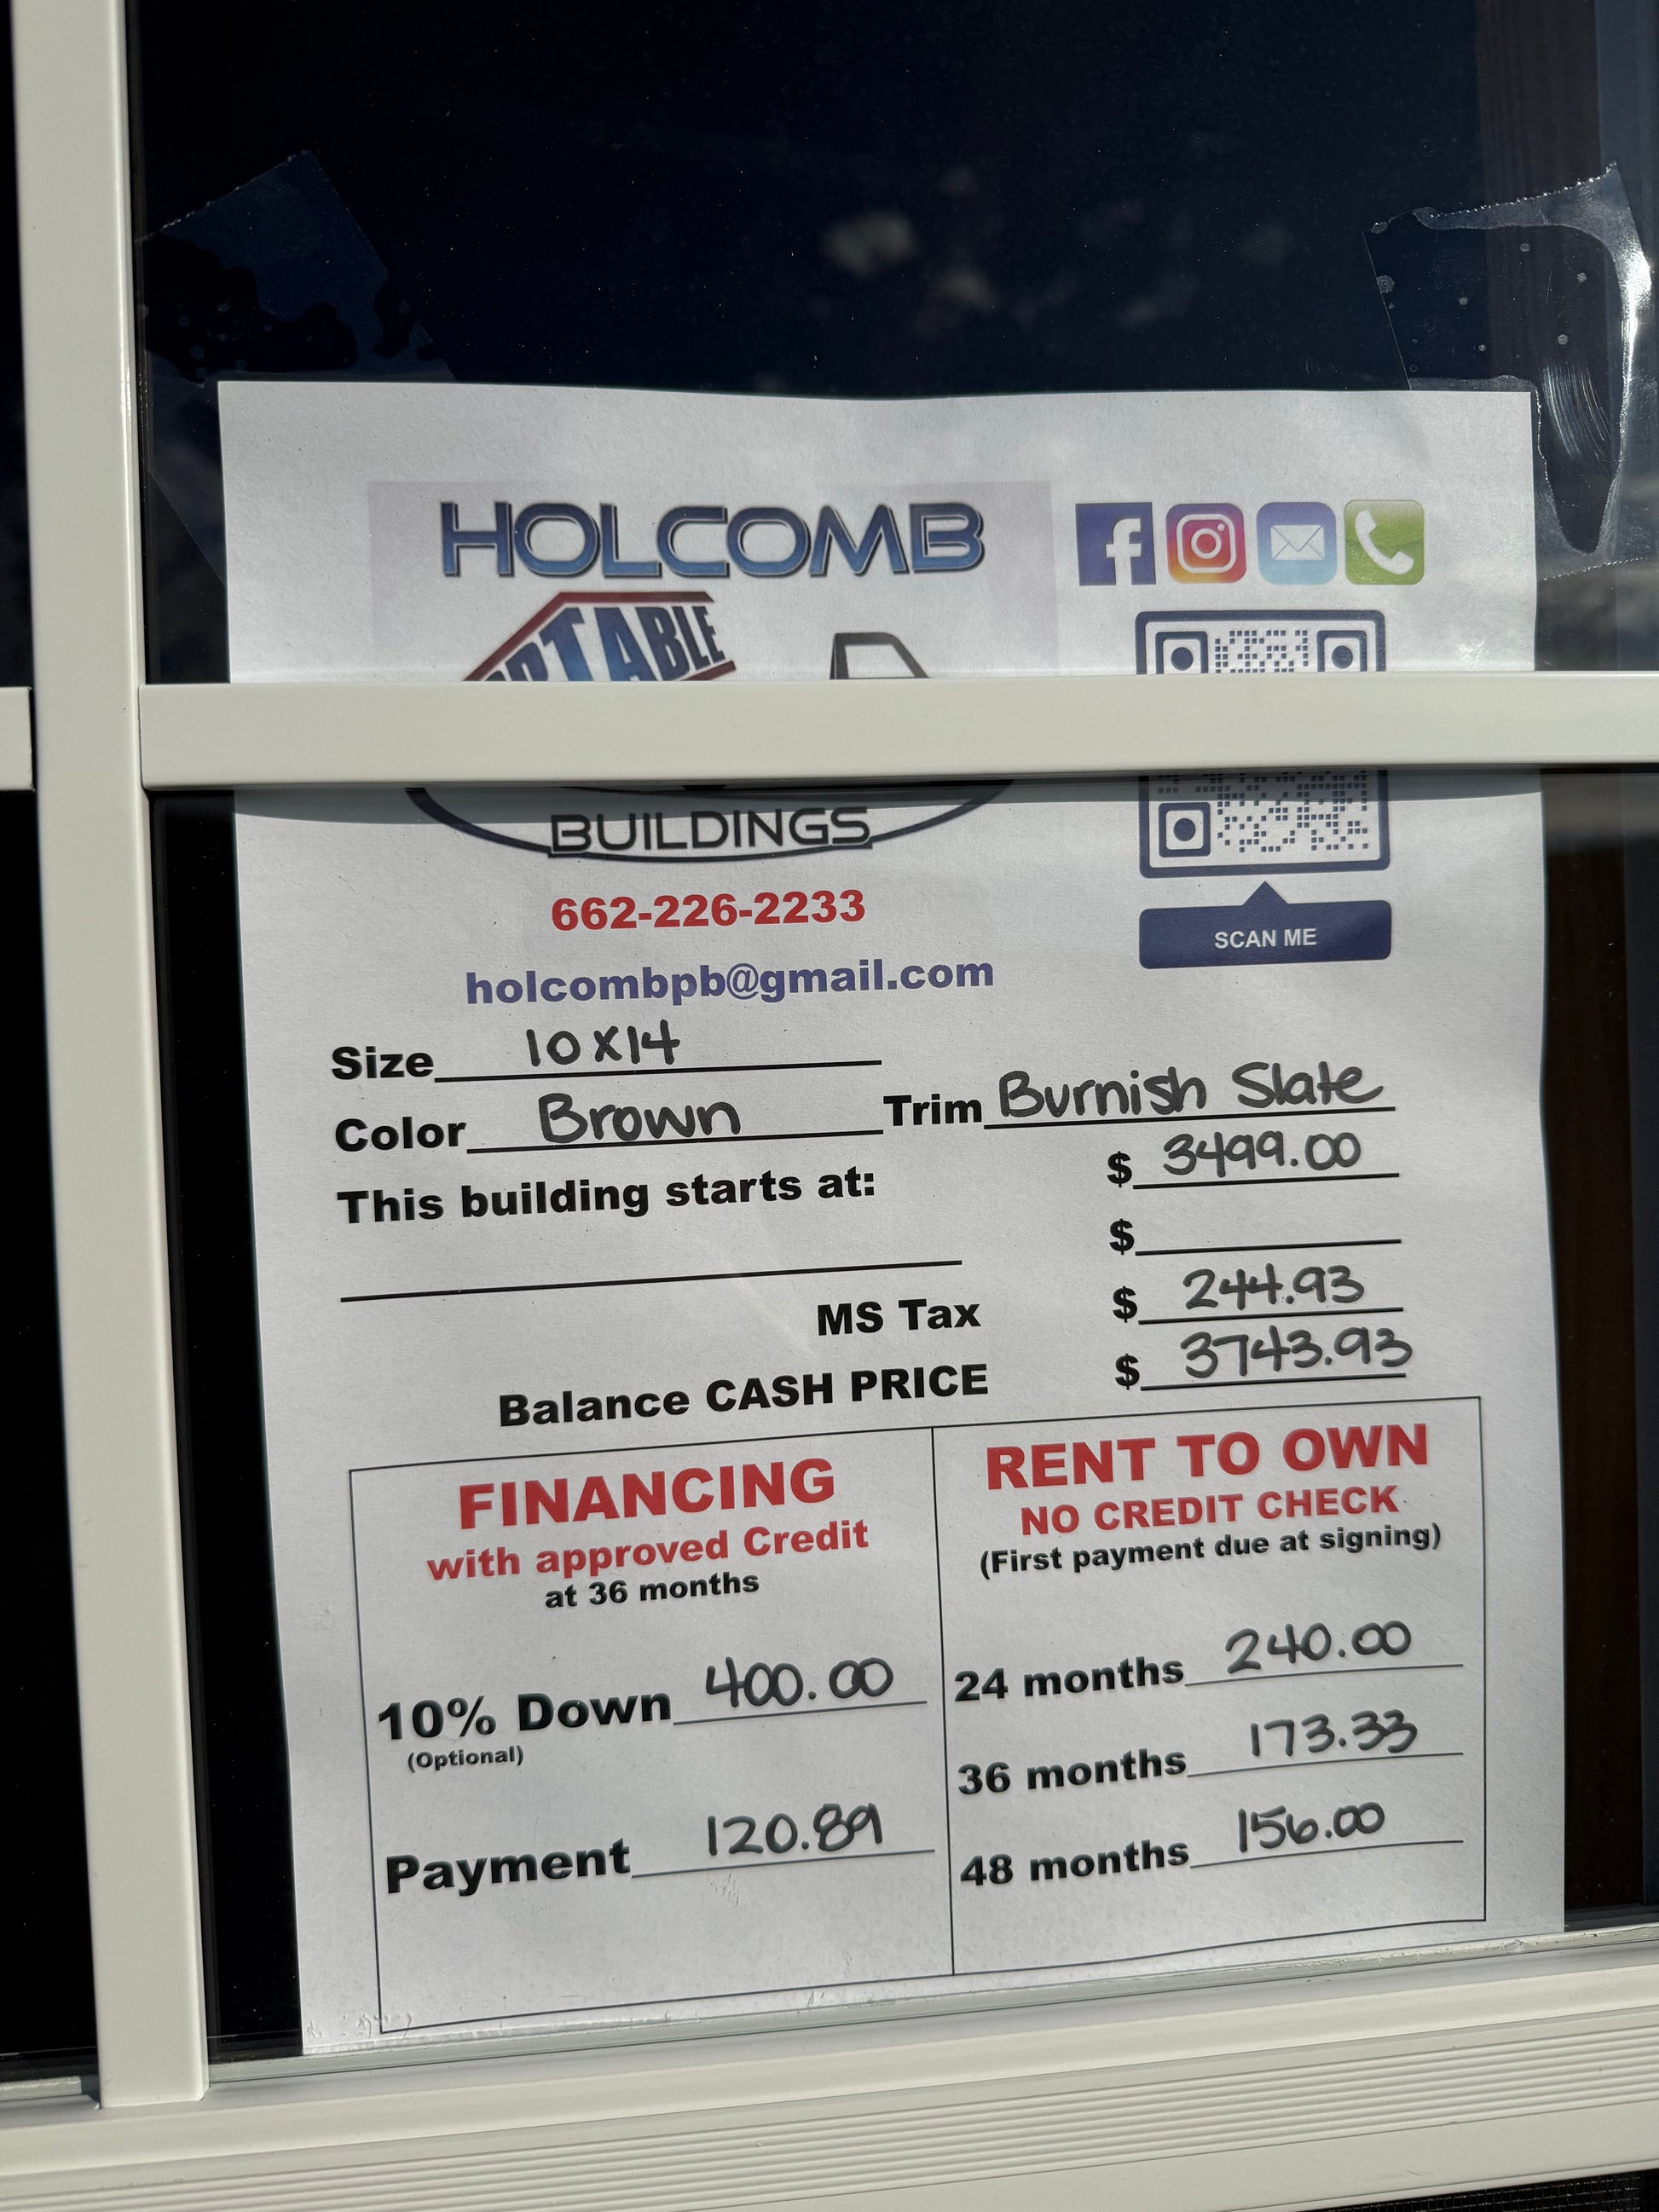 HOLCOMB
BUILDINGS
662-226-2233
holcombpb@gmail.com
SCAN ME
Size 10X14
Color Brown Trim Burnish Slate
This building starts at: $ 3499.00
$
MS Tax $ 244.93
Balance CASH PRICE $ 3743.93
FINANCING
with approved Credit
at 36 months
10% Down 400.00
(Optional)
Payment 120.89
RENT TO OWN
NO CREDIT CHECK
(First payment due at signing)
24 months 240.00
36 months 173.33
48 months 156.00